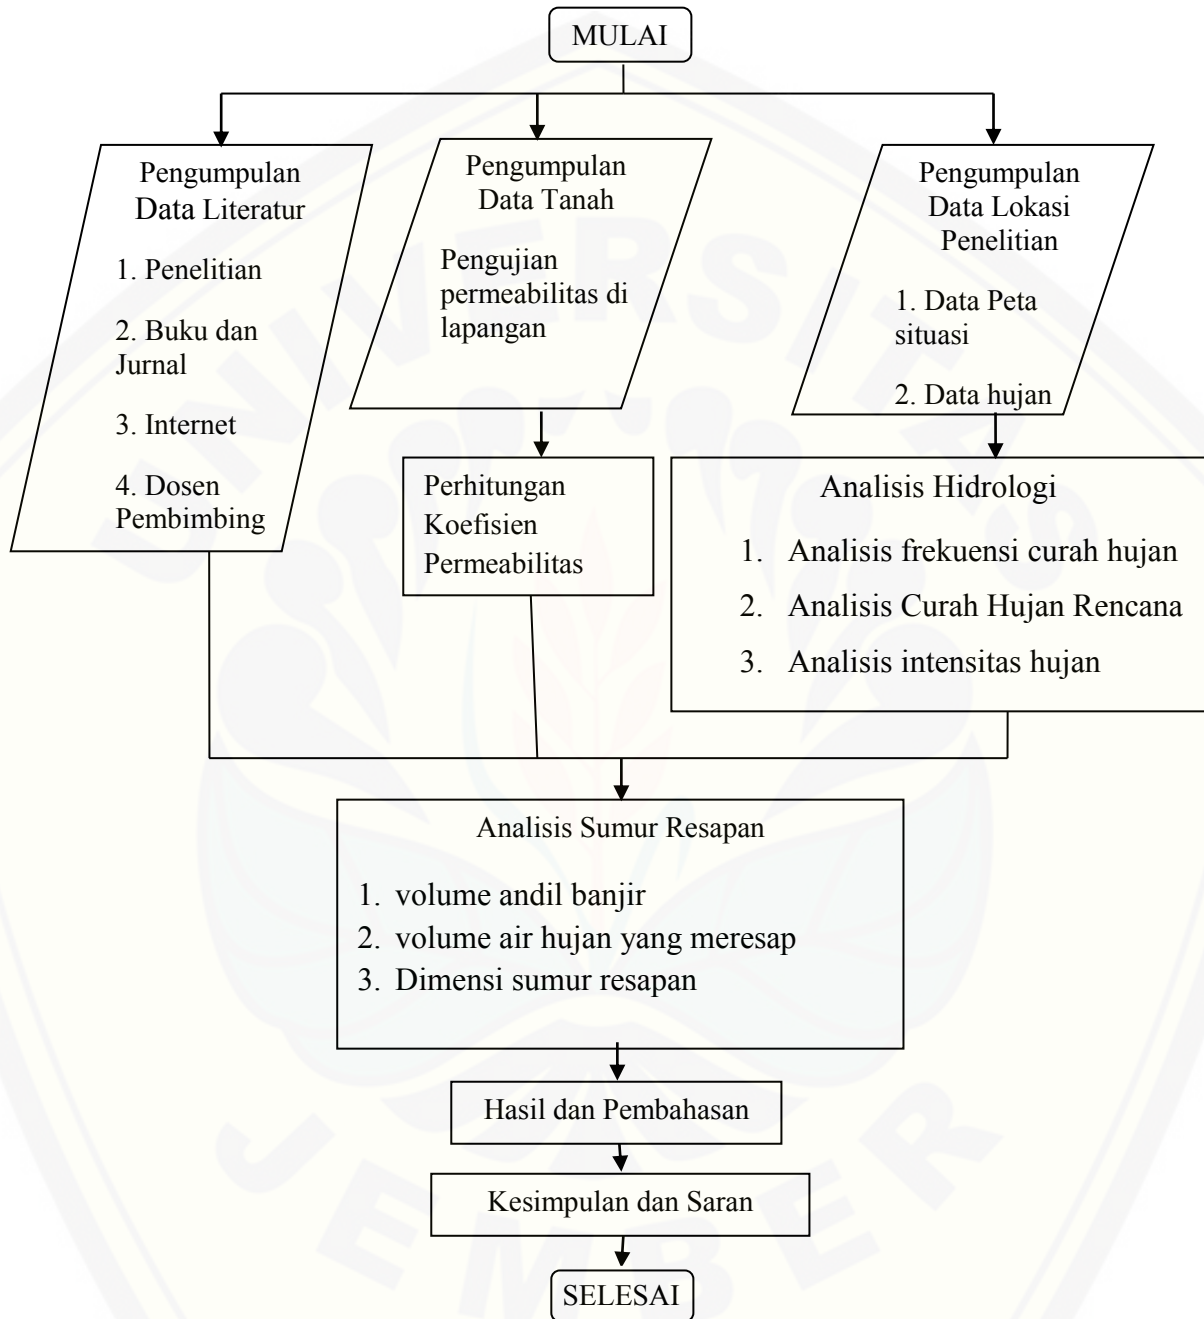 MULAI
Pengumpulan
Data Literatur
1. Penelitian
2. Buku dan
Jurnal
3. Internet
4. Dosen
Pembimbing
Pengumpulan
Data Tanah
Pengujian
permeabilitas di
lapangan
Pengumpulan
Data Lokasi
Penelitian
1. Data Peta
situasi
2. Data hujan
Perhitungan
Koefisien
Permeabilitas
Analisis Hidrologi
1. Analisis frekuensi curah hujan
2. Analisis Curah Hujan Rencana
3. Analisis intensitas hujan
Analisis Sumur Resapan
1. volume andil banjir
2. volume air hujan yang meresap
3. Dimensi sumur resapan
Hasil dan Pembahasan
Kesimpulan dan Saran
SELESAI
UNIVERSITAS
JEMBER